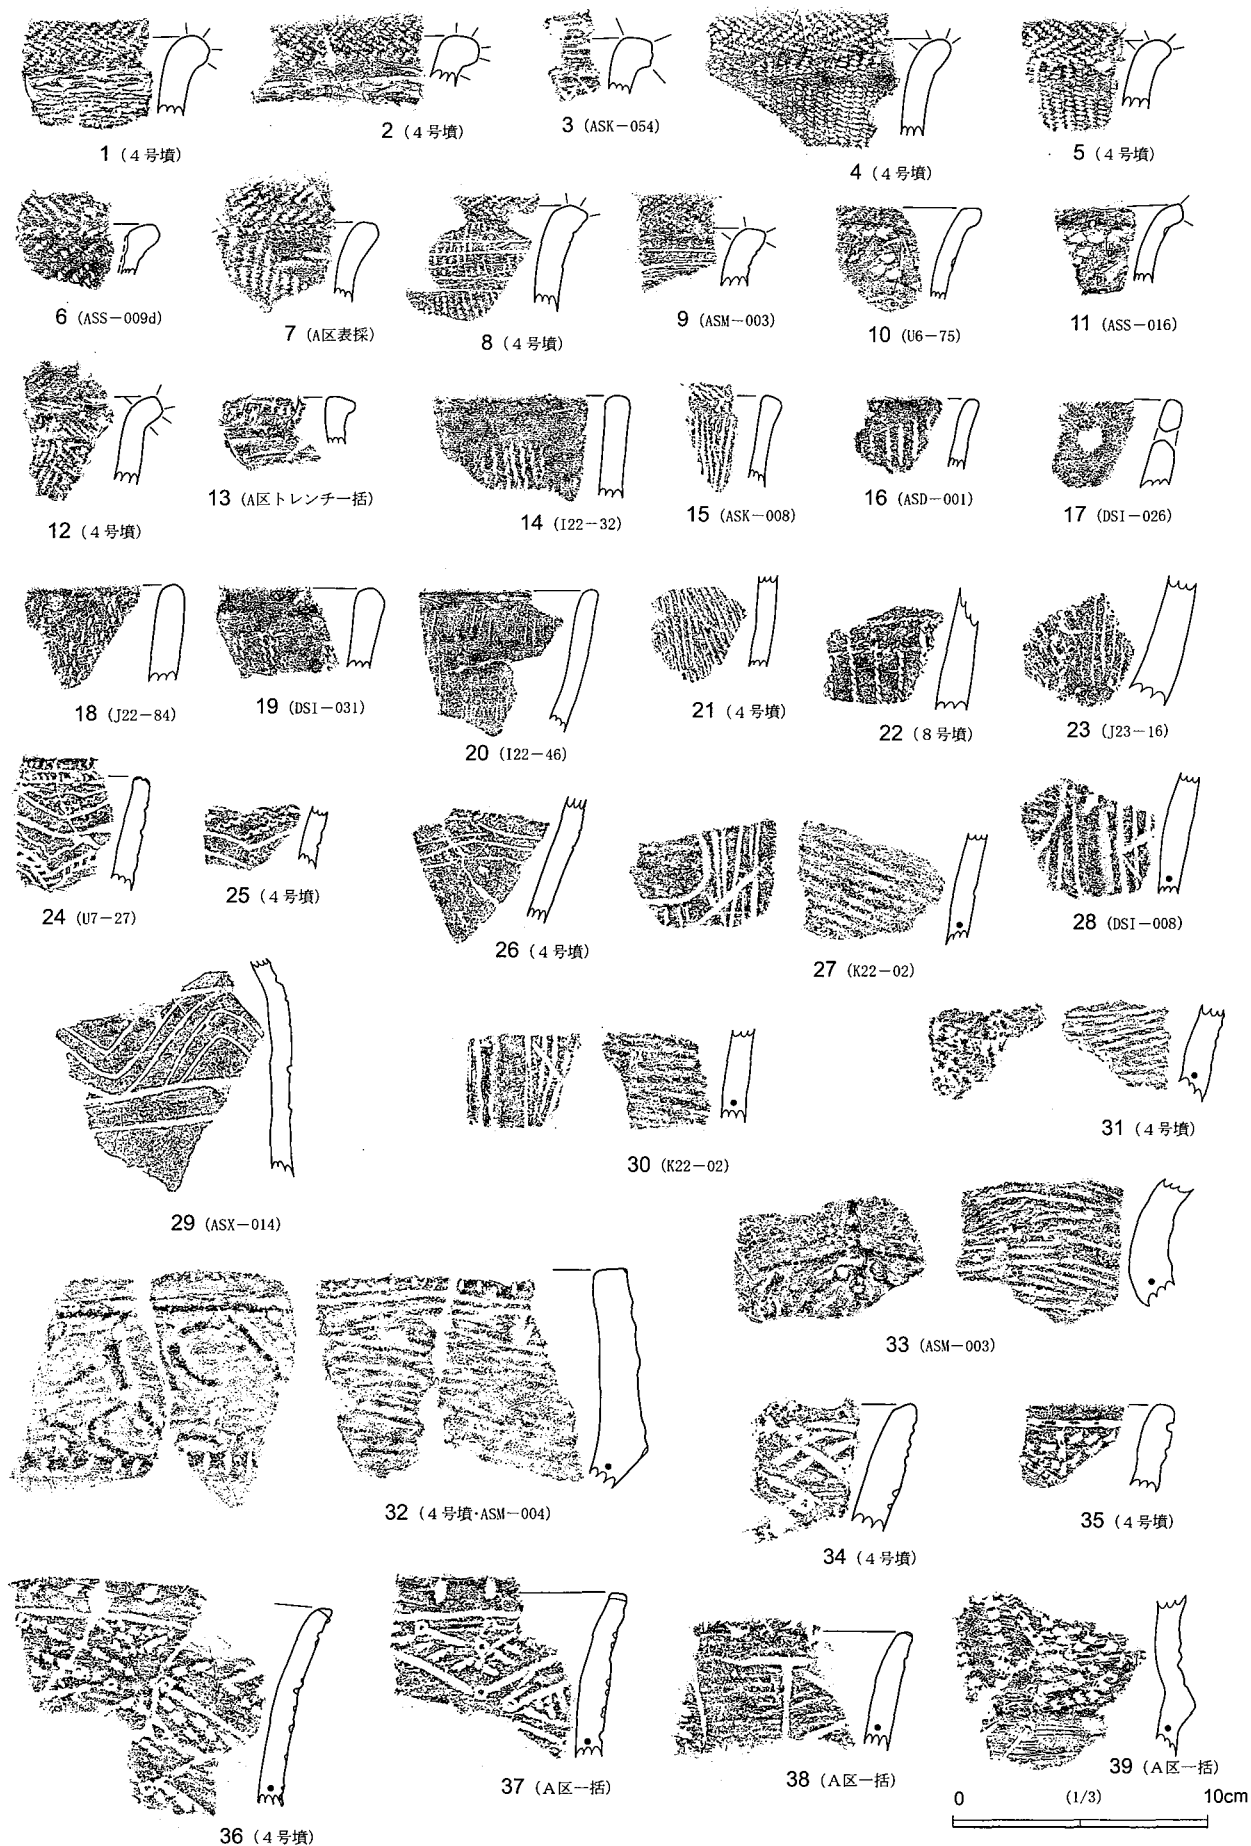 1 (4号墳)
2 (4号墳)
3 (ASK-054)
4 (4号墳)
5 (4号墳)
6 (ASS-009d)
7 (A区表採)
8 (4号墳)
9 (ASM-003)
10 (U6-75)
11 (ASS-016)
12 (4号墳)
13 (A区トレンチ一括)
14 (I22-32)
15 (ASK-008)
16 (ASD-001)
17 (DSI-026)
18 (J22-84)
19 (DSI-031)
20 (I22-46)
21 (4号墳)
22 (8号墳)
23 (J23-16)
24 (U7-27)
25 (4号墳)
26 (4号墳)
27 (K22-02)
28 (DSI-008)
29 (ASX-014)
30 (K22-02)
31 (4号墳)
32 (4号墳·ASM-004)
33 (ASM-003)
34 (4号墳)
35 (4号墳)
36 (4号墳)
37 (A区一括)
38 (A区一括)
39 (A区一括)
0 (1/3) 10cm